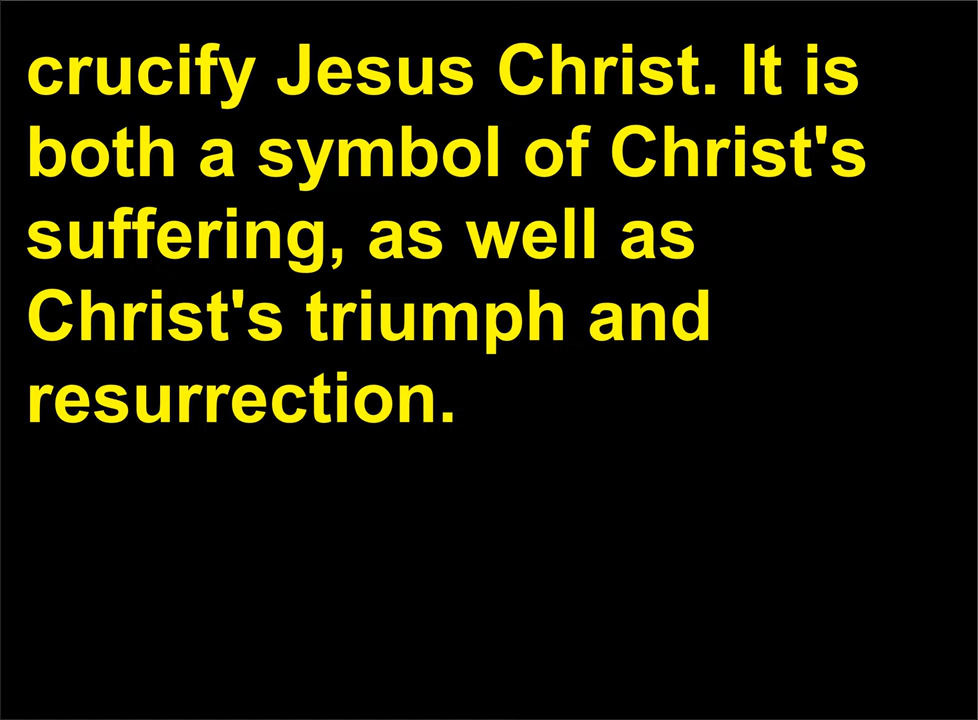 crucify Jesus Christ. It is
both a symbol of Christ's
suffering, as well as
Christ's triumph and
resurrection.